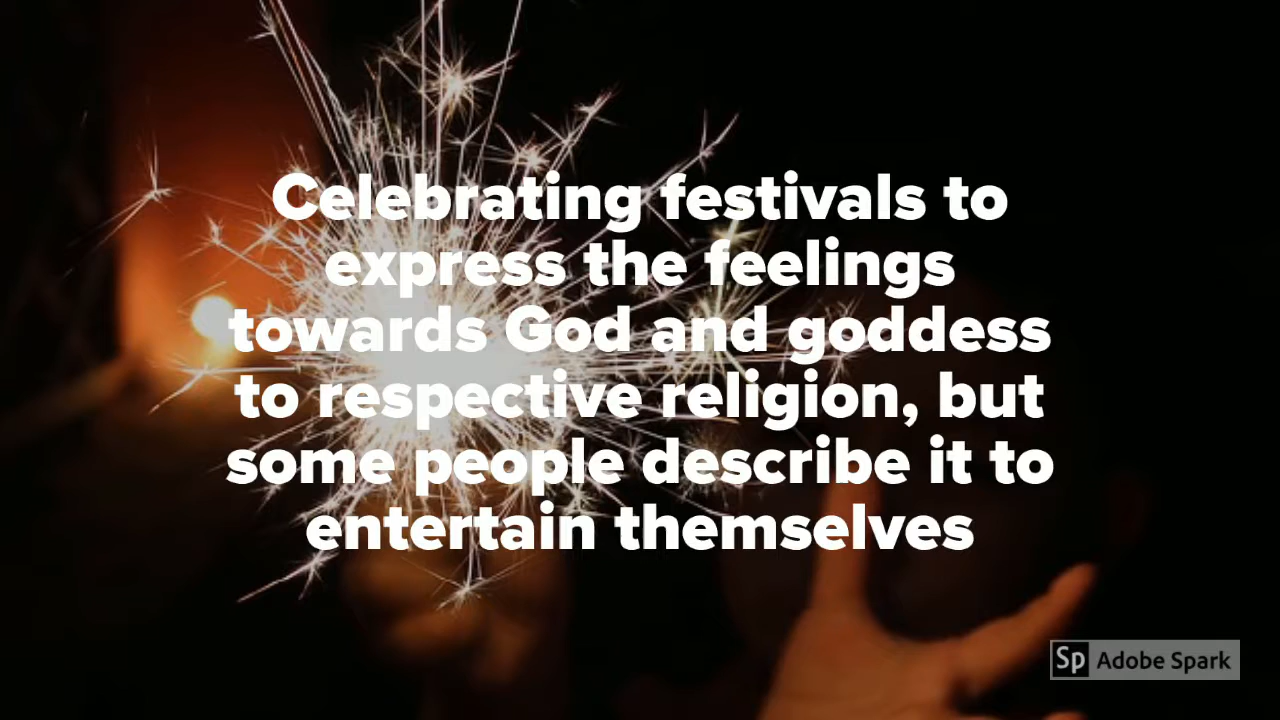 Celebrating festivals to
express the feelings
towards God and goddess
to respective religion, but
some people describe it to
entertain themselves
Sp Adobe Spark